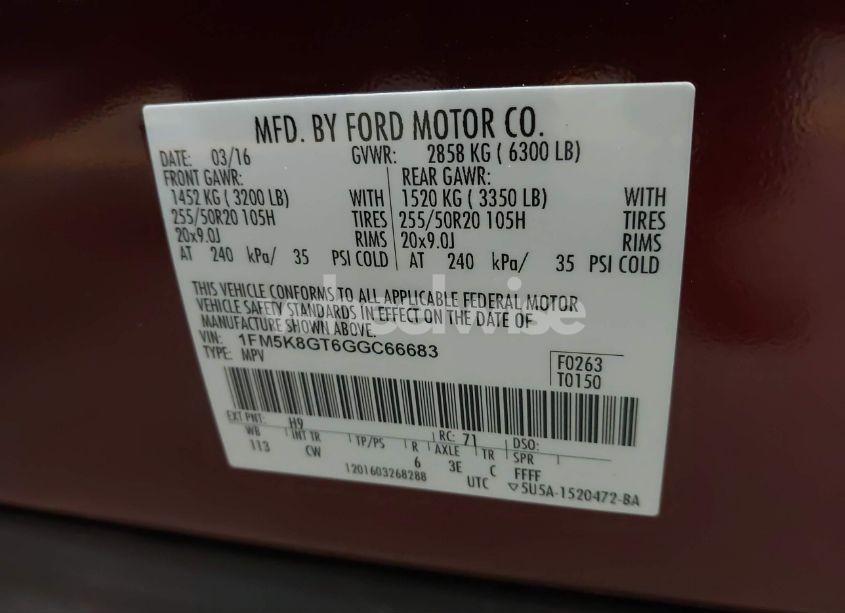 MFD. BY FORD MOTOR CO.
DATE: 03/16 GVWR: 2858 KG ( 6300 LB)
FRONT GAWR: REAR GAWR:
1452 KG ( 3200 LB) WITH 1520 KG ( 3350 LB) WITH
255/50R20 105H TIRES 255/50R20 105H TIRES
20x9.0J RIMS 20x9.0J RIMS
AT 240 kPa/ 35 PSI COLD AT 240 kPa/ 35 PSI COLD
THIS VEHICLE CONFORMS TO ALL APPLICABLE FEDERAL MOTOR
VEHICLE SAFETY STANDARDS IN EFFECT ON THE DATE OF
MANUFACTURE SHOWN ABOVE.
VIN: 1FM5K8GT6GGC66683
TYPE: MPV
F0263
T0150
EXT PNT: H9 RC: 71 DSO:
WB INT TR TP/PS R AXLE TR SPR
113 CW 6 3E C FFFF
1201603268288 UTC ▽5U5A-1520472-BA